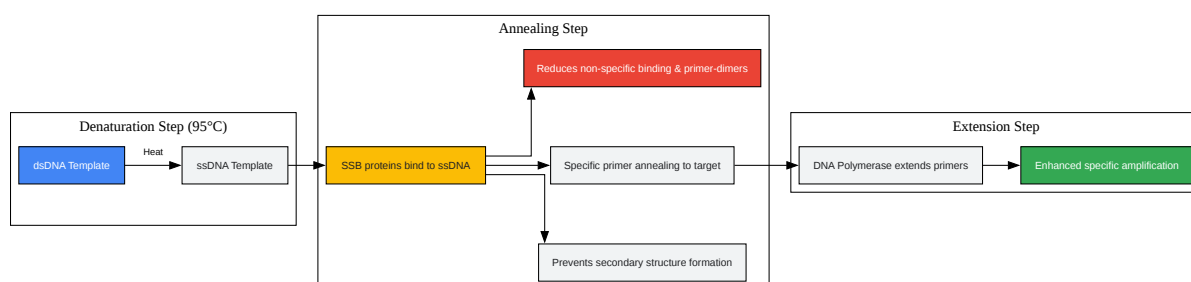 Denaturation Step (95°C)
dsDNA Template
Heat
ssDNA Template
Annealing Step
Reduces non-specific binding & primer-dimers
SSB proteins bind to ssDNA
Specific primer annealing to target
Prevents secondary structure formation
Extension Step
DNA Polymerase extends primers
Enhanced specific amplification